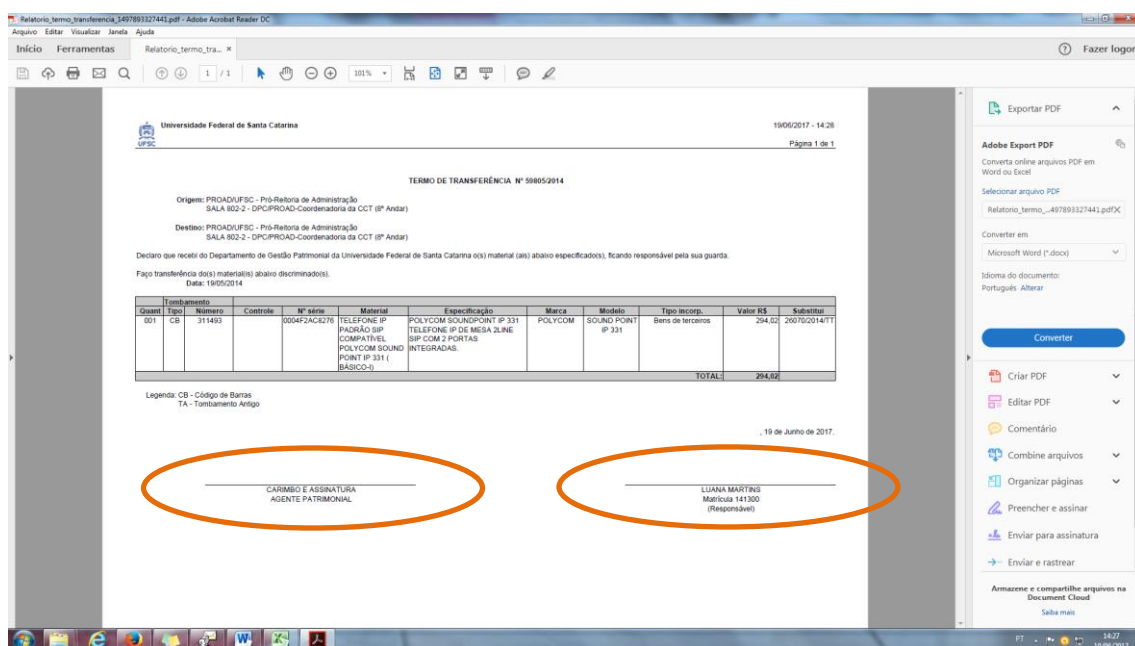 Relatorio_termo_transferencia_1497893327441.pdf - Adobe Acrobat Reader DC
Arquivo Editar Visualizar Janela Ajuda
Início Ferramentas Relatorio_termo_tra... × Fazer logor
1 / 1 101%
UFSC
Universidade Federal de Santa Catarina 19/06/2017 - 14:28
Página 1 de 1
TERMO DE TRANSFERÊNCIA Nº 59805/2014
Origem: PROAD/UFSC - Pró-Reitoria de Administração
SALA 802-2 - DPC/PROAD-Coordenadoria da CCT (8º Andar)
Destino: PROAD/UFSC - Pró-Reitoria de Administração
SALA 802-2 - DPC/PROAD-Coordenadoria da CCT (8º Andar)
Declaro que recebi do Departamento de Gestão Patrimonial da Universidade Federal de Santa Catarina o(s) material (ais) abaixo especificado(s), ficando responsável pela sua guarda.
Faço transferência do(s) material(is) abaixo discriminado(s).
Data: 19/05/2014
Tombamento
Quant Tipo Número Controle Nº série Material Especificação Marca Modelo Tipo incorp. Valor R$ Substitui
001 CB 311493 0004F2AC8276 TELEFONE IP POLYCOM SOUNDPOINT IP 331 POLYCOM SOUND POINT Bens de terceiros 294,02 26070/2014/TT
PADRÃO SIP TELEFONE IP DE MESA 2LINE IP 331
COMPATÍVEL SIP COM 2 PORTAS
POLYCOM SOUND INTEGRADAS.
POINT IP 331 (
BÁSICO-I)
TOTAL: 294,02
Legenda: CB - Código de Barras
TA - Tombamento Antigo
, 19 de Junho de 2017.
CARIMBO E ASSINATURA
AGENTE PATRIMONIAL
LUANA MARTINS
Matrícula 141300
(Responsável)
Exportar PDF
Adobe Export PDF
Converta online arquivos PDF em
Word ou Excel
Selecionar arquivo PDF
Relatorio_termo_...497893327441.pdf X
Converter em
Microsoft Word (*.docx)
Idioma do documento:
Português Alterar
Converter
Criar PDF
Editar PDF
Comentário
Combine arquivos
Organizar páginas
Preencher e assinar
Enviar para assinatura
Enviar e rastrear
Armazene e compartilhe arquivos na
Document Cloud
Saiba mais
PT 14:27
19/06/2017